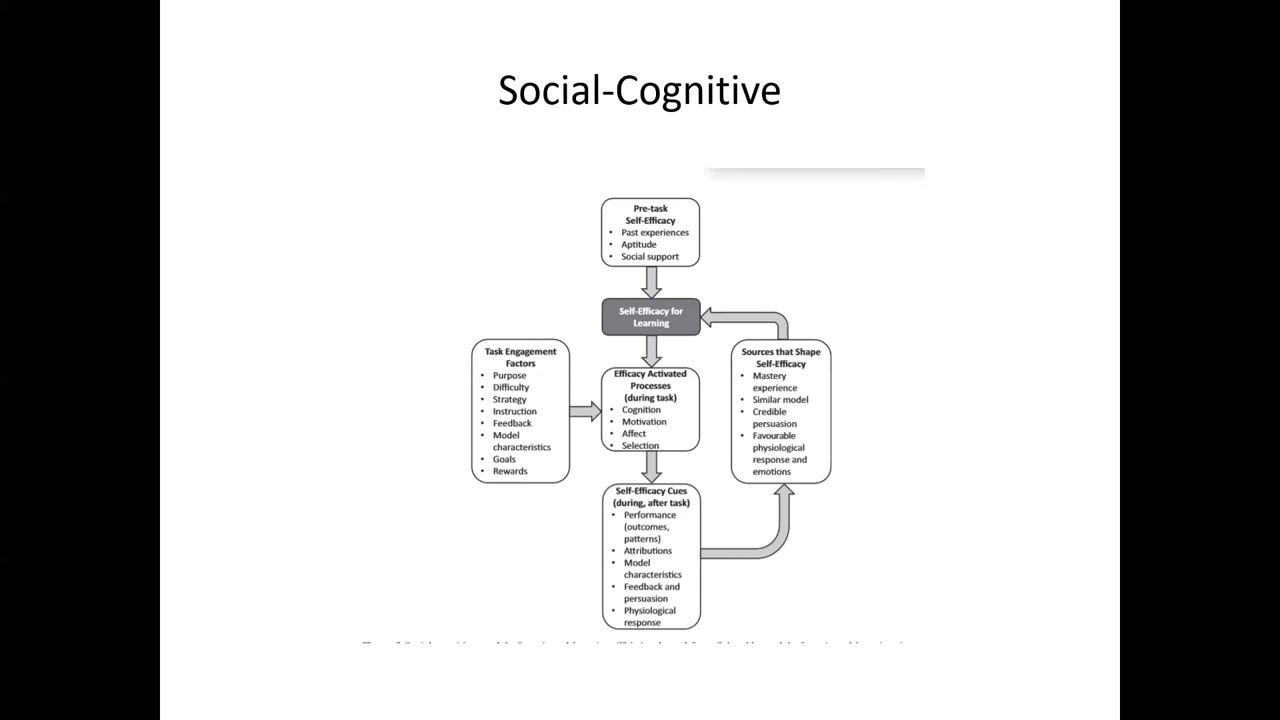 Social-Cognitive
Pre-task
Self-Efficacy
• Past experiences
• Aptitude
• Social support
Self-Efficacy for
Learning
Task Engagement
Factors
• Purpose
• Difficulty
• Strategy
• Instruction
• Feedback
• Model
characteristics
• Goals
• Rewards
Efficacy Activated
Processes
(during task)
• Cognition
• Motivation
• Affect
• Selection
Sources that Shape
Self-Efficacy
• Mastery
experience
• Similar model
• Credible
persuasion
• Favourable
physiological
response and
emotions
Self-Efficacy Cues
(during, after task)
• Performance
(outcomes,
patterns)
• Attributions
• Model
characteristics
• Feedback and
persuasion
• Physiological
response